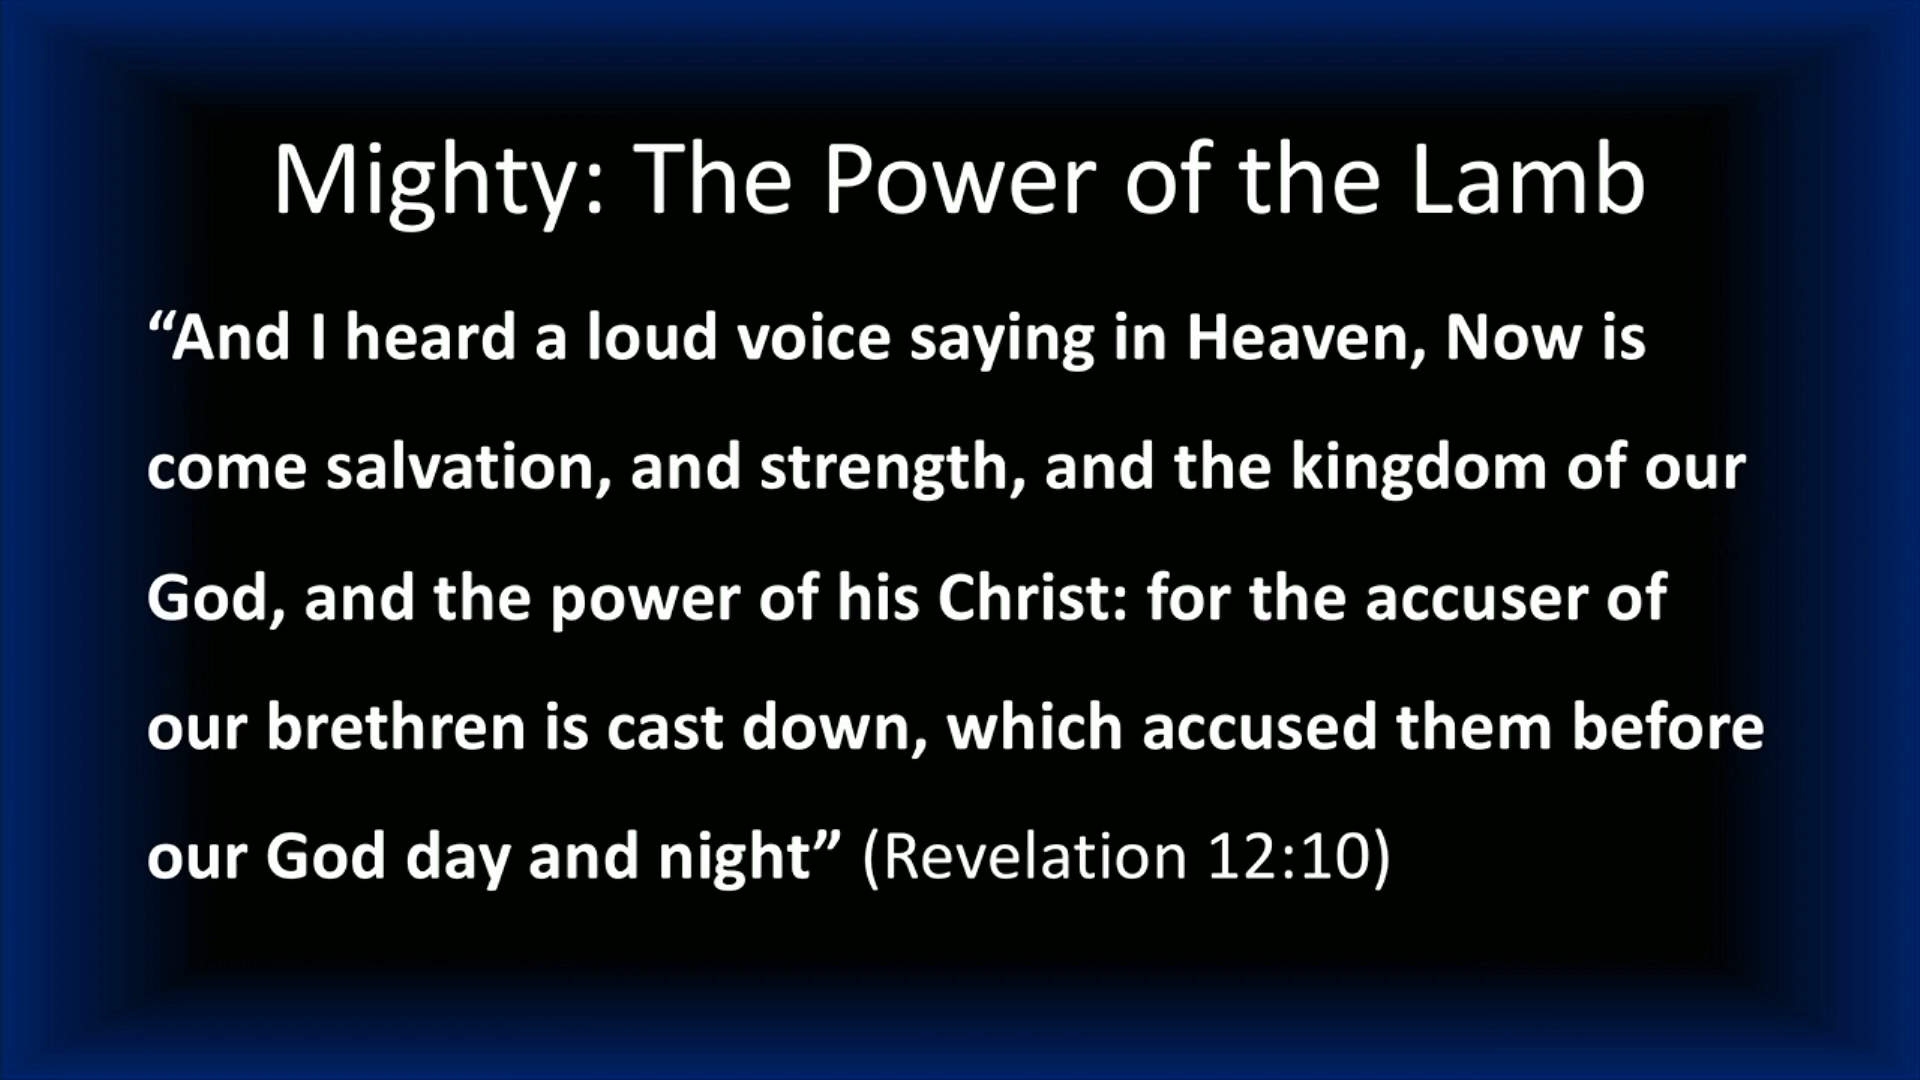 Mighty: The Power of the Lamb
“And I heard a loud voice saying in Heaven, Now is
come salvation, and strength, and the kingdom of our
God, and the power of his Christ: for the accuser of
our brethren is cast down, which accused them before
our God day and night” (Revelation 12:10)